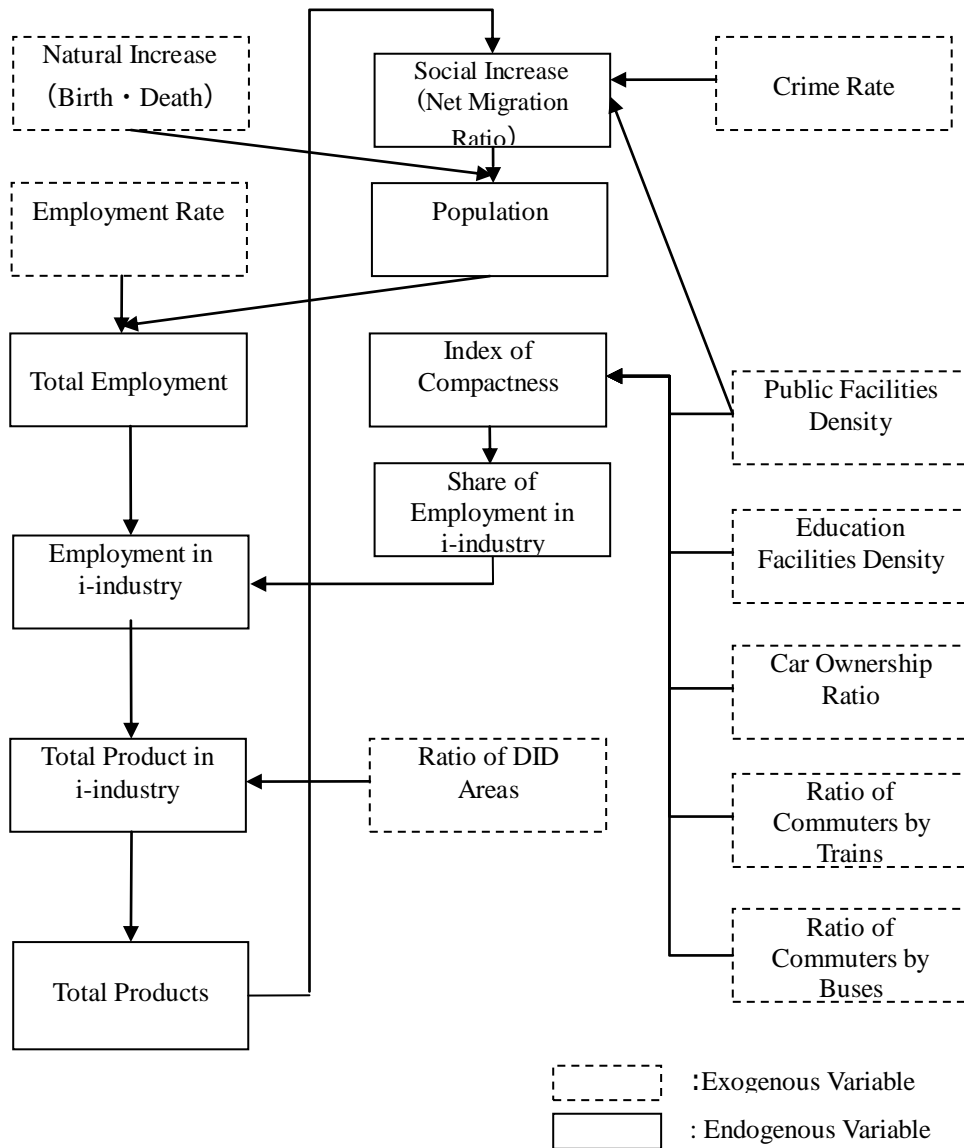 Natural Increase
（Birth・Death）
Social Increase
（Net Migration
Ratio）
Crime Rate
Employment Rate
Population
Total Employment
Index of
Compactness
Public Facilities
Density
Share of
Employment in
i-industry
Education
Facilities Density
Employment in
i-industry
Car Ownership
Ratio
Total Product in
i-industry
Ratio of DID
Areas
Ratio of
Commuters by
Trains
Total Products
Ratio of
Commuters by
Buses
:Exogenous Variable
: Endogenous Variable